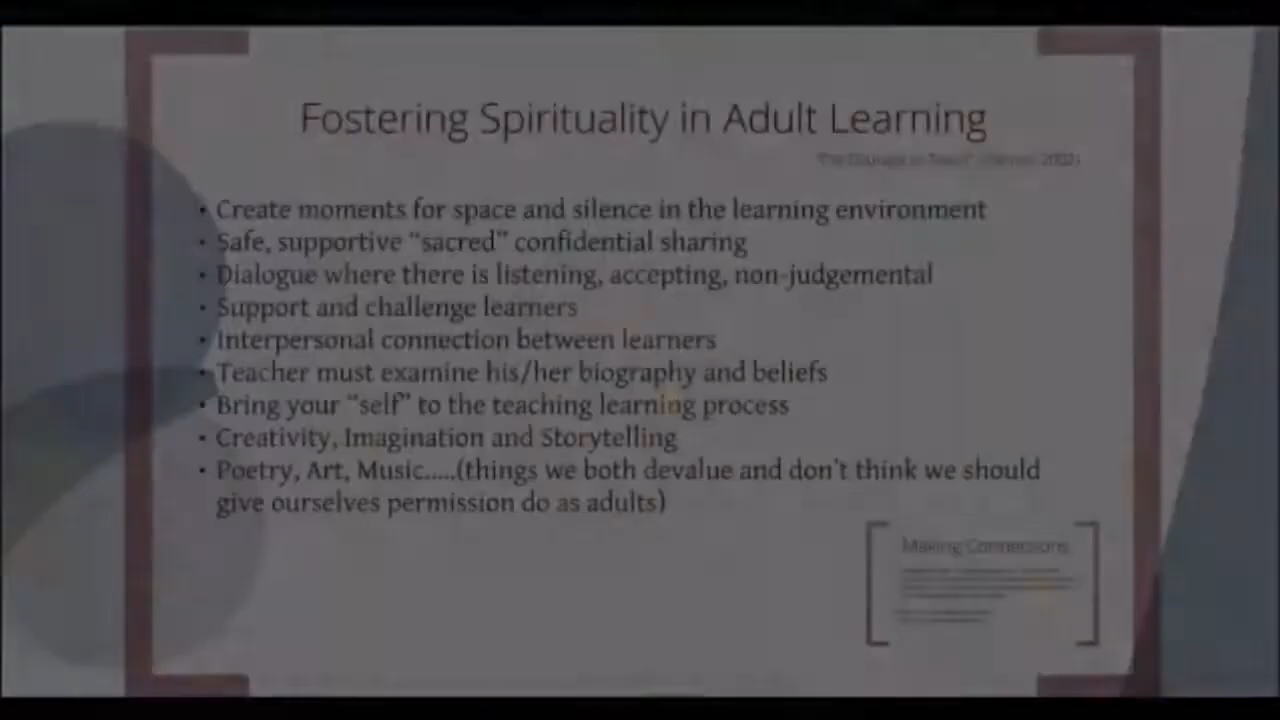 Fostering Spirituality in Adult Learning
• Create moments for space and silence in the learning environment
• Safe, supportive “sacred” confidential sharing
• Dialogue where there is listening, accepting, non-judgemental
• Support and challenge learners
• Interpersonal connection between learners
• Teacher must examine his/her biography and beliefs
• Bring your “self” to the teaching learning process
• Creativity, Imagination and Storytelling
• Poetry, Art, Music.....(things we both devalue and don't think we should
give ourselves permission do as adults)
Making Connections